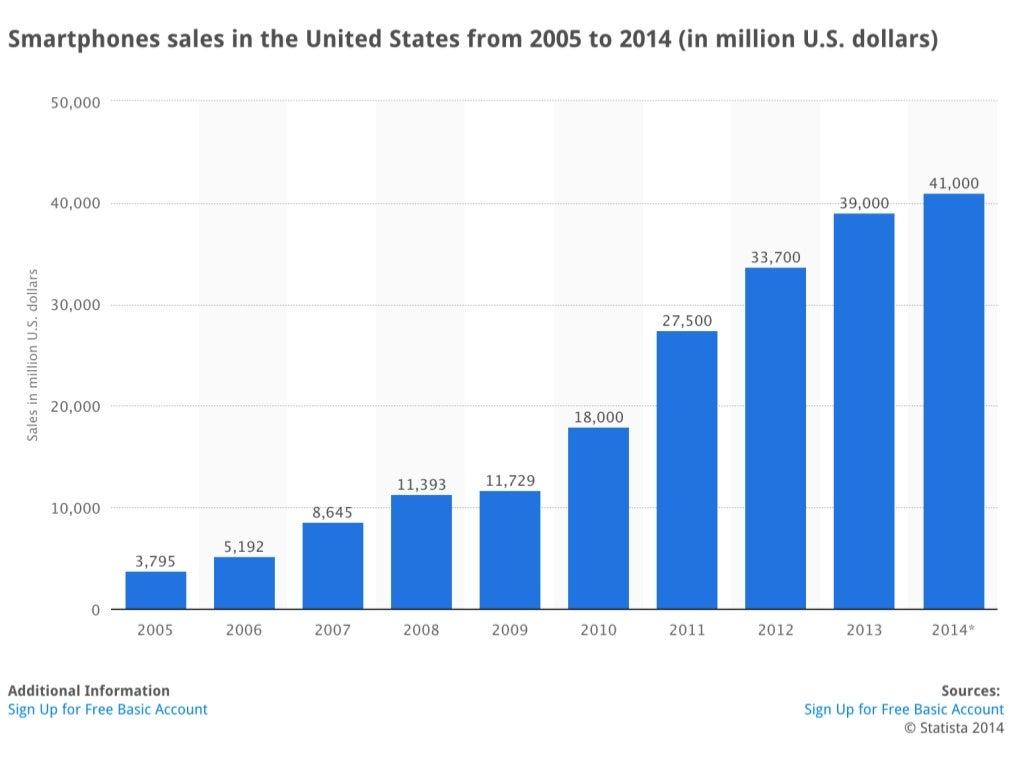 Smartphones sales in the United States from 2005 to 2014 (in million U.S. dollars)
50,000
40,000
30,000
20,000
10,000
0
Sales in million U.S. dollars
3,795
5,192
8,645
11,393
11,729
18,000
27,500
33,700
39,000
41,000
2005 2006 2007 2008 2009 2010 2011 2012 2013 2014*
Additional Information
Sign Up for Free Basic Account
Sources:
Sign Up for Free Basic Account
© Statista 2014